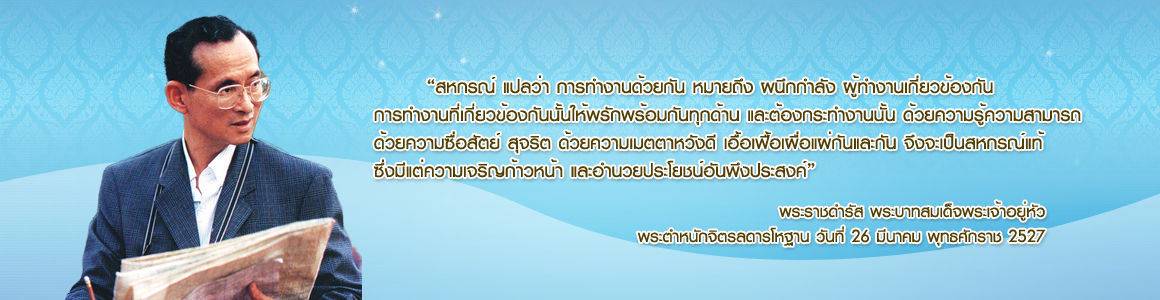 “สหกรณ์ แปลว่า การทำงานด้วยกัน หมายถึง ผนึกกำลัง ผู้ทำงานเกี่ยวข้องกัน
การทำงานที่เกี่ยวข้องกันนั้นให้พรักพร้อมกันทุกด้าน และต้องกระทำงานนั้น ด้วยความรู้ความสามารถ
ด้วยความซื่อสัตย์ สุจริต ด้วยความเมตตาหวังดี เอื้อเฟื้อเผื่อแผ่กันและกัน จึงจะเป็นสหกรณ์แท้
ซึ่งมีแต่ความเจริญก้าวหน้า และอำนวยประโยชน์อันพึงประสงค์”
พระราชดำรัส พระบาทสมเด็จพระเจ้าอยู่หัว
พระตำหนักจิตรลดารโหฐาน วันที่ 26 มีนาคม พุทธศักราช 2527